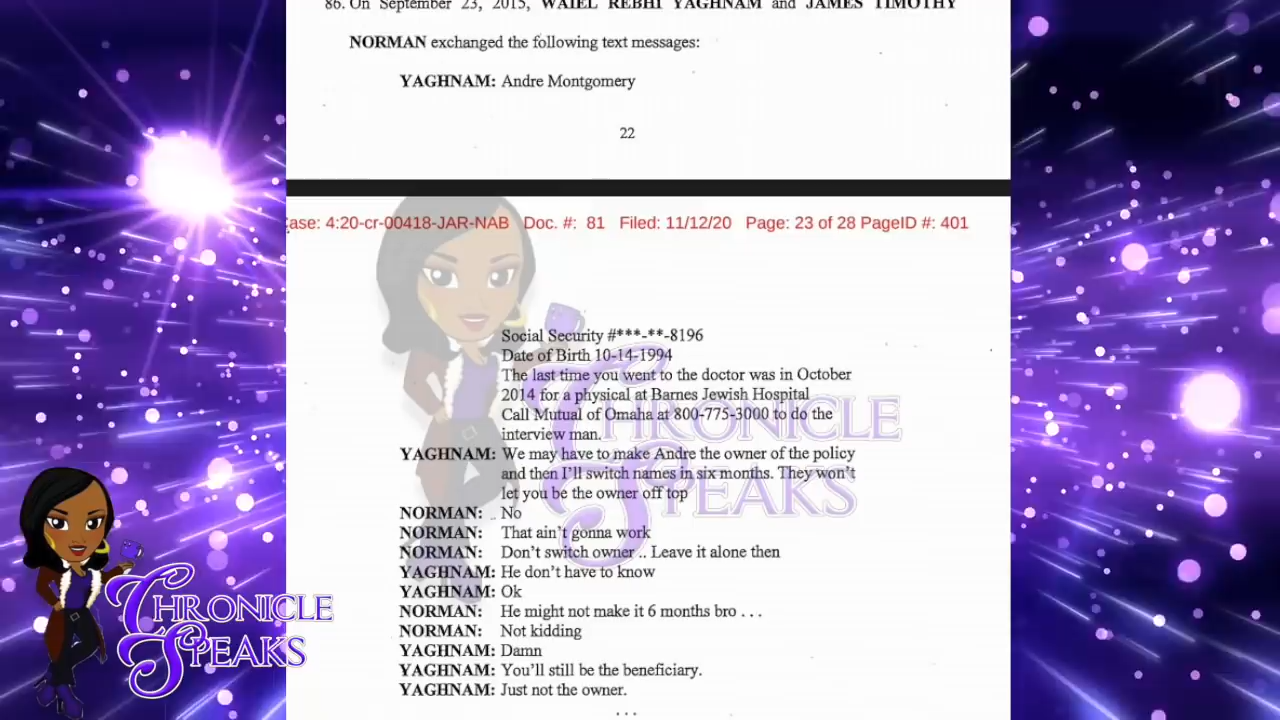 86. On September 23, 2015, WAIEL REBHI YAGHNAM and JAMES TIMOTHY
NORMAN exchanged the following text messages:
YAGHNAM: Andre Montgomery
22
ase: 4:20-cr-00418-JAR-NAB Doc. #: 81 Filed: 11/12/20 Page: 23 of 28 PageID #: 401
Social Security #***-**-8196
Date of Birth 10-14-1994
The last time you went to the doctor was in October
2014 for a physical at Barnes Jewish Hospital
Call Mutual of Omaha at 800-775-3000 to do the
interview man.
YAGHNAM: We may have to make Andre the owner of the policy
and then I'll switch names in six months. They won't
let you be the owner off top
NORMAN: No
NORMAN: That ain't gonna work
NORMAN: Don't switch owner .. Leave it alone then
YAGHNAM: He don't have to know
YAGHNAM: Ok
NORMAN: He might not make it 6 months bro . . .
NORMAN: Not kidding
YAGHNAM: Damn
YAGHNAM: You'll still be the beneficiary.
YAGHNAM: Just not the owner.
. . .
CHRONICLE
SPEAKS
CHRONICLE
SPEAKS